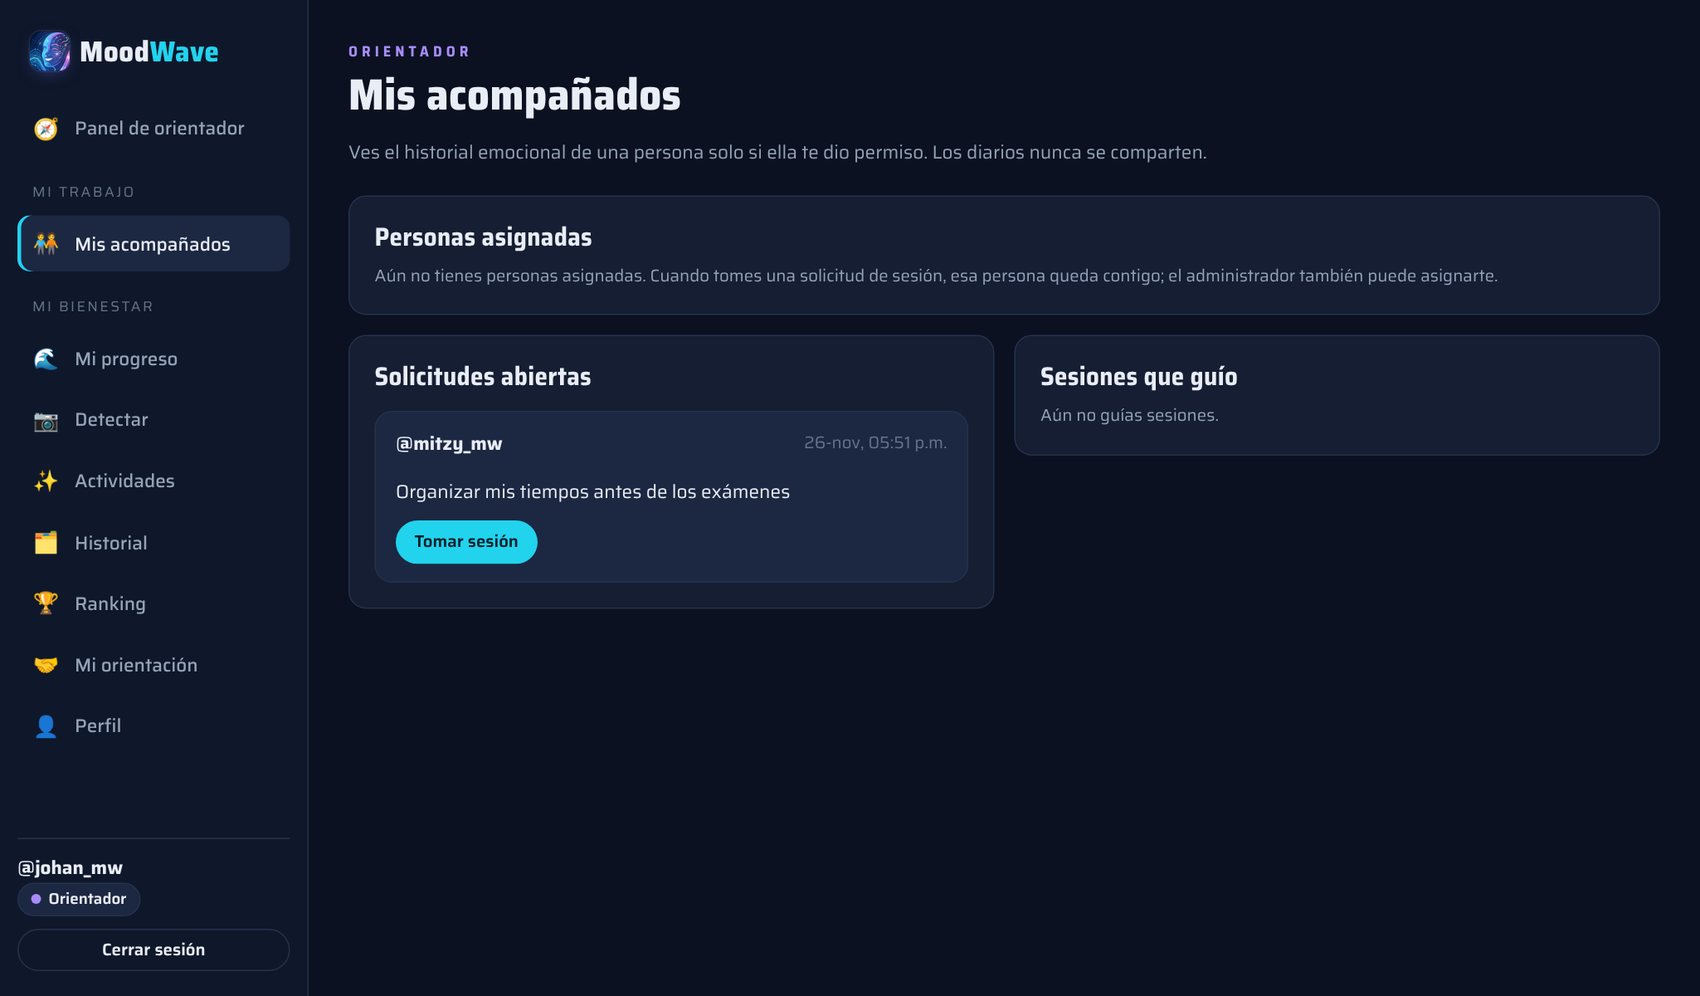 MoodWave
Panel de orientador
MI TRABAJO
Mis acompañados
MI BIENESTAR
Mi progreso
Detectar
Actividades
Historial
Ranking
Mi orientación
Perfil
@johan_mw
Orientador
Cerrar sesión
ORIENTADOR
Mis acompañados
Ves el historial emocional de una persona solo si ella te dio permiso. Los diarios nunca se comparten.
Personas asignadas
Aún no tienes personas asignadas. Cuando tomes una solicitud de sesión, esa persona queda contigo; el administrador también puede asignarte.
Solicitudes abiertas
@mitzy_mw
26-nov, 05:51 p.m.
Organizar mis tiempos antes de los exámenes
Tomar sesión
Sesiones que guío
Aún no guías sesiones.